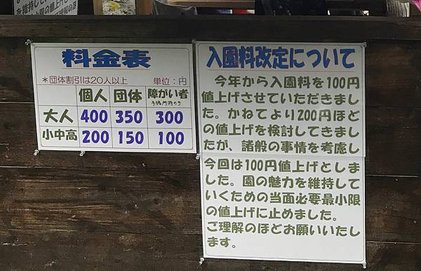 料金表
＊団体割引は20人以上 単位：円
個人 団体 障がい者
大人 400 350 300
小中高 200 150 100
入園料改定について
今年から入園料を100円
値上げさせていただきまし
た。かねてより200円ほど
の値上げを検討してきまし
たが、諸般の事情を考慮し
今回は100円値上げとしま
した。園の魅力を維持して
いくための当面必要最小限
の値上げに止めました。
ご理解のほどお願いいたし
ます。